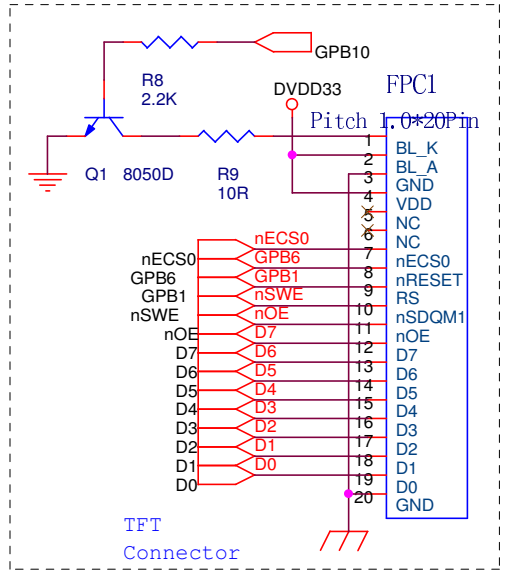 GPB10
R8
2.2K
DVDD33
FPC1
Pitch 1.0*20Pin
Q1 8050D
R9
10R
1 BL_K
2 BL_A
3 GND
4 VDD
5 NC
6 NC
nECS0 nECS0 7 nECS0
GPB6 GPB6 8 nRESET
GPB1 GPB1 9 RS
nSWE nSWE 10 nSDQM1
nOE nOE 11 nOE
D7 D7 12 D7
D6 D6 13 D6
D5 D5 14 D5
D4 D4 15 D4
D3 D3 16 D3
D2 D2 17 D2
D1 D1 18 D1
D0 D0 19 D0
20 GND
TFT
Connector